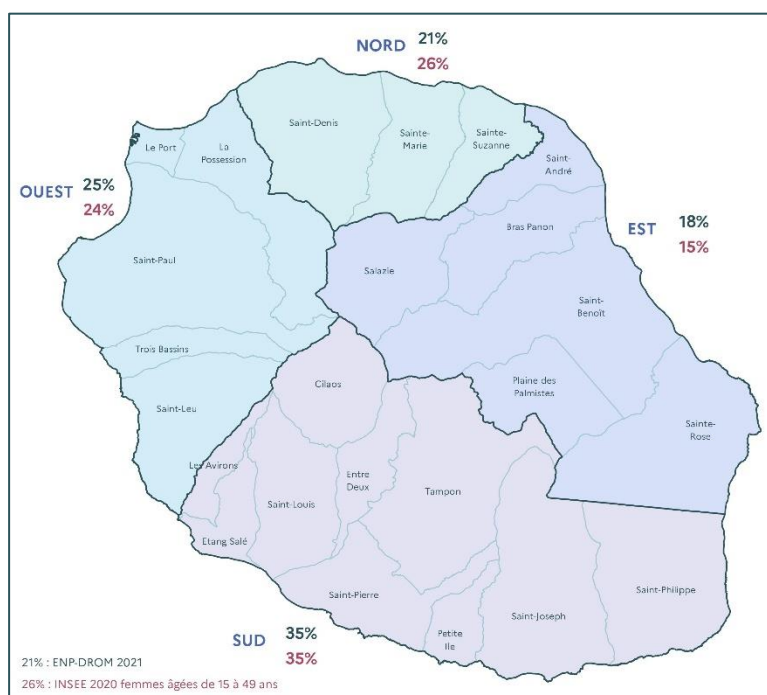 NORD 21%
26%
Saint-Denis
Sainte-
Marie
Sainte-
Suzanne
Le Port
La
Possession
Saint-
André
OUEST 25%
24%
EST 18%
15%
Bras Panon
Saint-Paul
Salazie
Saint-
Benoît
Trois Bassins
Plaine des
Palmistes
Cilaos
Saint-Leu
Sainte-
Rose
Les Avirons
Entre
Deux
Saint-Louis
Tampon
Etang Salé
Saint-Pierre
Saint-Philippe
Saint-Joseph
Petite
Ile
SUD 35%
35%
21% : ENP-DROM 2021
26% : INSEE 2020 femmes âgées de 15 à 49 ans